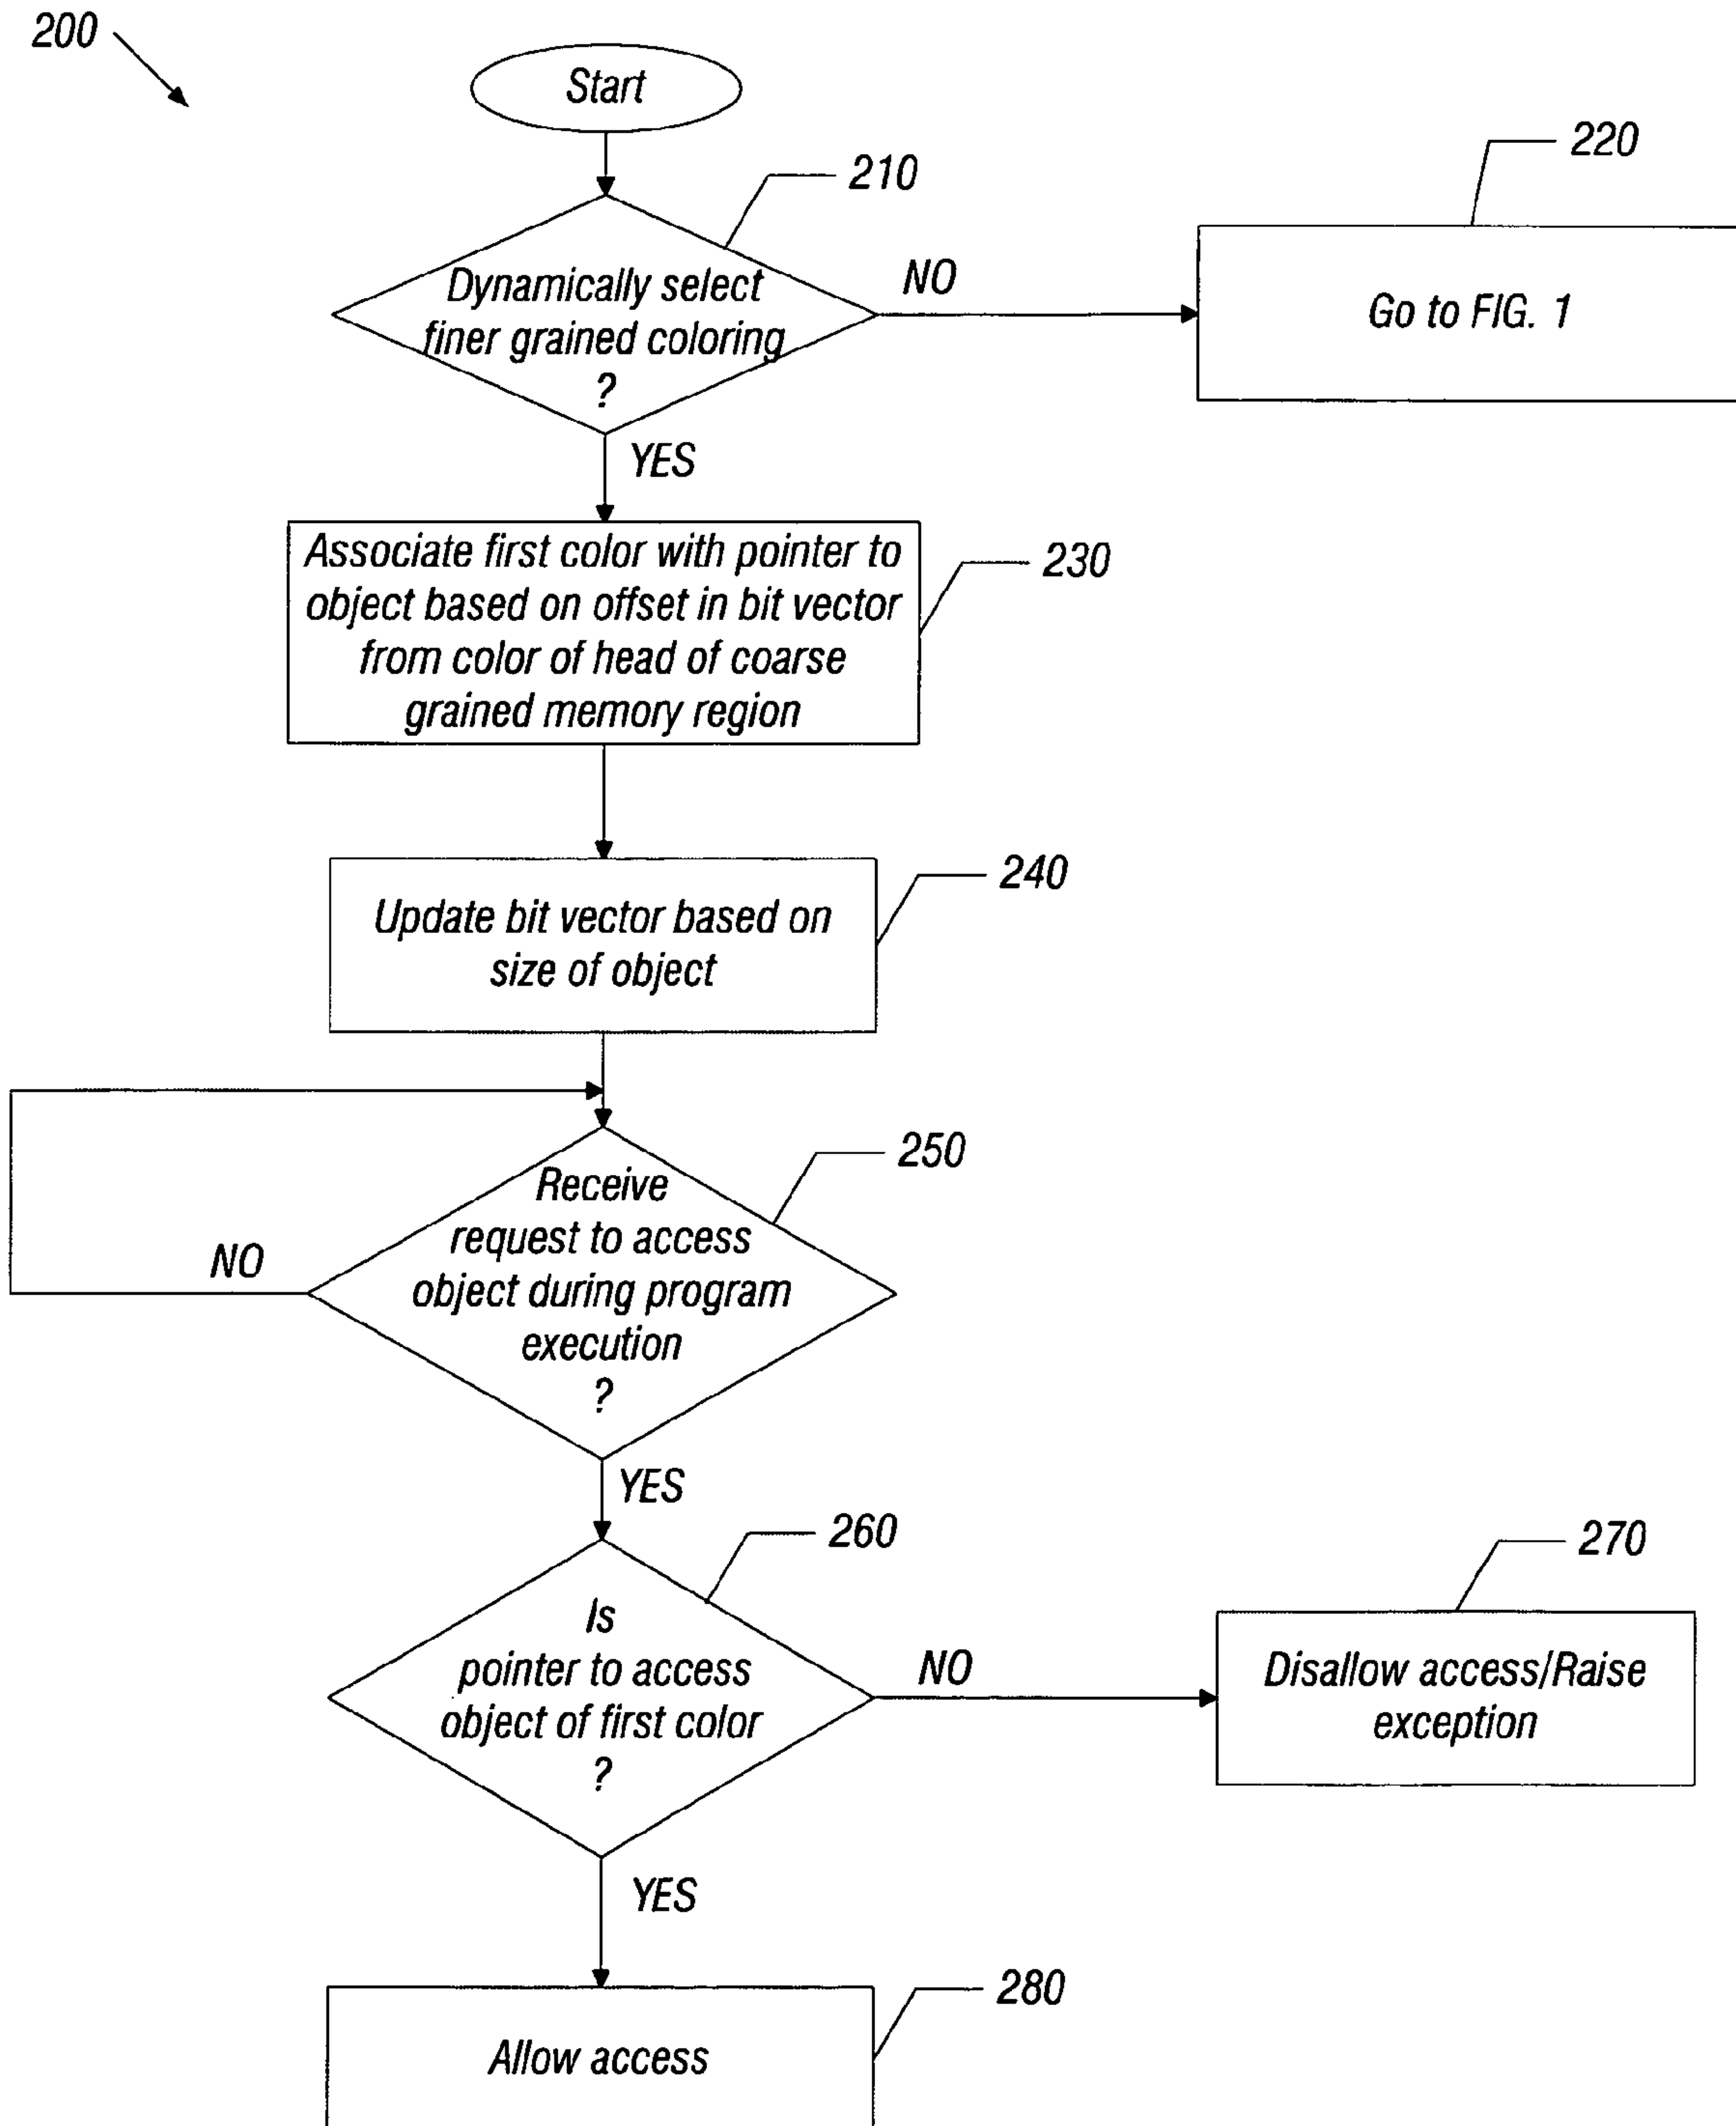 200
Start
210
220
Dynamically select
finer grained coloring
?
NO
Go to FIG. 1
YES
Associate first color with pointer to
object based on offset in bit vector
from color of head of coarse
grained memory region
230
Update bit vector based on
size of object
240
250
Receive
request to access
object during program
execution
?
NO
YES
260
270
Is
pointer to access
object of first color
?
NO
Disallow access/Raise
exception
YES
280
Allow access